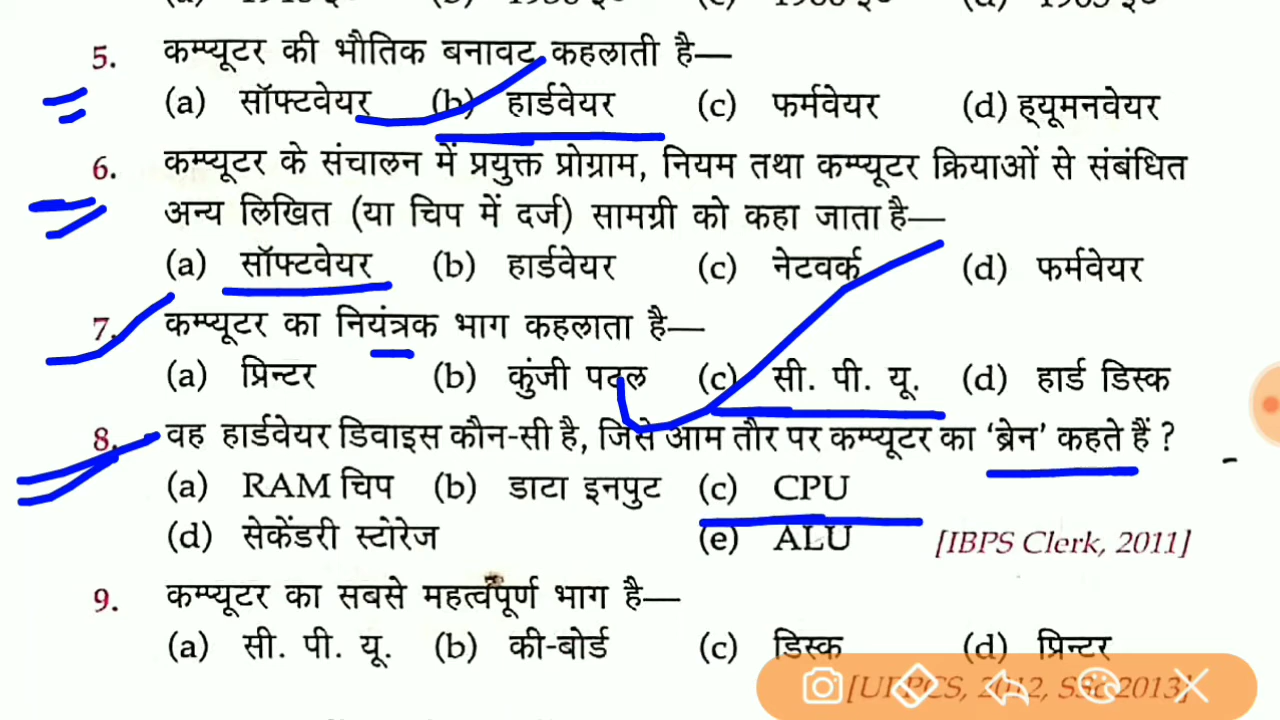 5. कम्प्यूटर की भौतिक बनावट कहलाती है—
(a) सॉफ्टवेयर (b) हार्डवेयर (c) फर्मवेयर (d) ह्यूमनवेयर
6. कम्प्यूटर के संचालन में प्रयुक्त प्रोग्राम, नियम तथा कम्प्यूटर क्रियाओं से संबंधित
अन्य लिखित (या चिप में दर्ज) सामग्री को कहा जाता है—
(a) सॉफ्टवेयर (b) हार्डवेयर (c) नेटवर्क (d) फर्मवेयर
7. कम्प्यूटर का नियंत्रक भाग कहलाता है—
(a) प्रिन्टर (b) कुंजी पटल (c) सी. पी. यू. (d) हार्ड डिस्क
8. वह हार्डवेयर डिवाइस कौन-सी है, जिसे आम तौर पर कम्प्यूटर का ‘ब्रेन’ कहते हैं ?
(a) RAM चिप (b) डाटा इनपुट (c) CPU
(d) सेकेंडरी स्टोरेज (e) ALU [IBPS Clerk, 2011]
9. कम्प्यूटर का सबसे महत्वपूर्ण भाग है—
(a) सी. पी. यू. (b) की-बोर्ड (c) डिस्क (d) प्रिन्टर
2012, 2013]